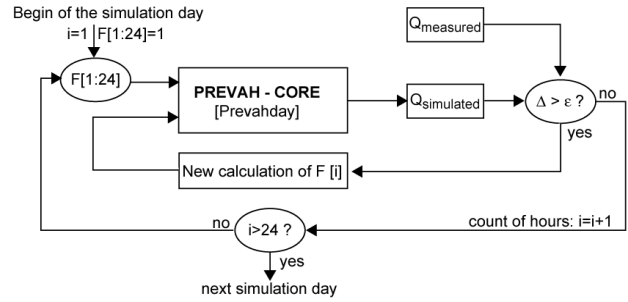 Begin of the simulation day
i=1 F[1:24]=1
F[1:24]
PREVAH - CORE
[Prevahday]
Qmeasured
Qsimulated
Δ > ε ?
no
yes
New calculation of F [i]
count of hours: i=i+1
no
i>24 ?
yes
next simulation day